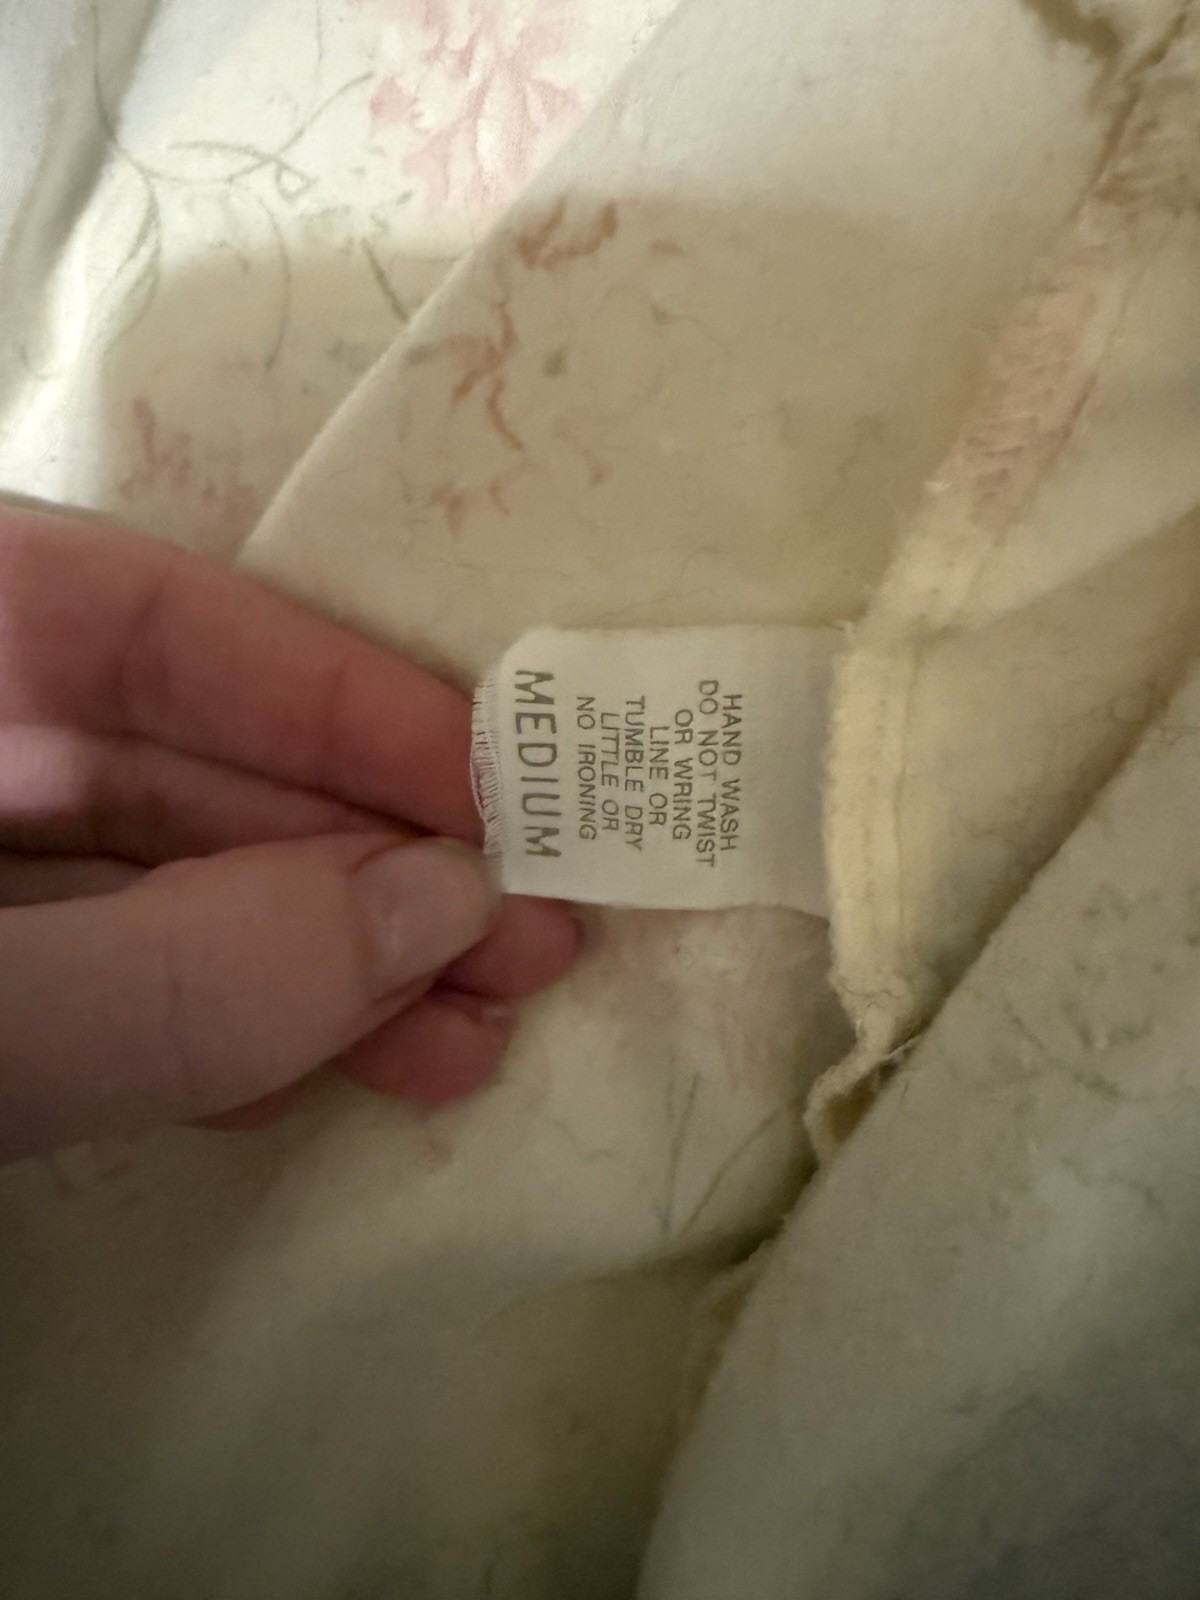 HAND WASH
DO NOT TWIST
OR WRING
LINE OR
TUMBLE DRY
LITTLE OR
NO IRONING
MEDIUM